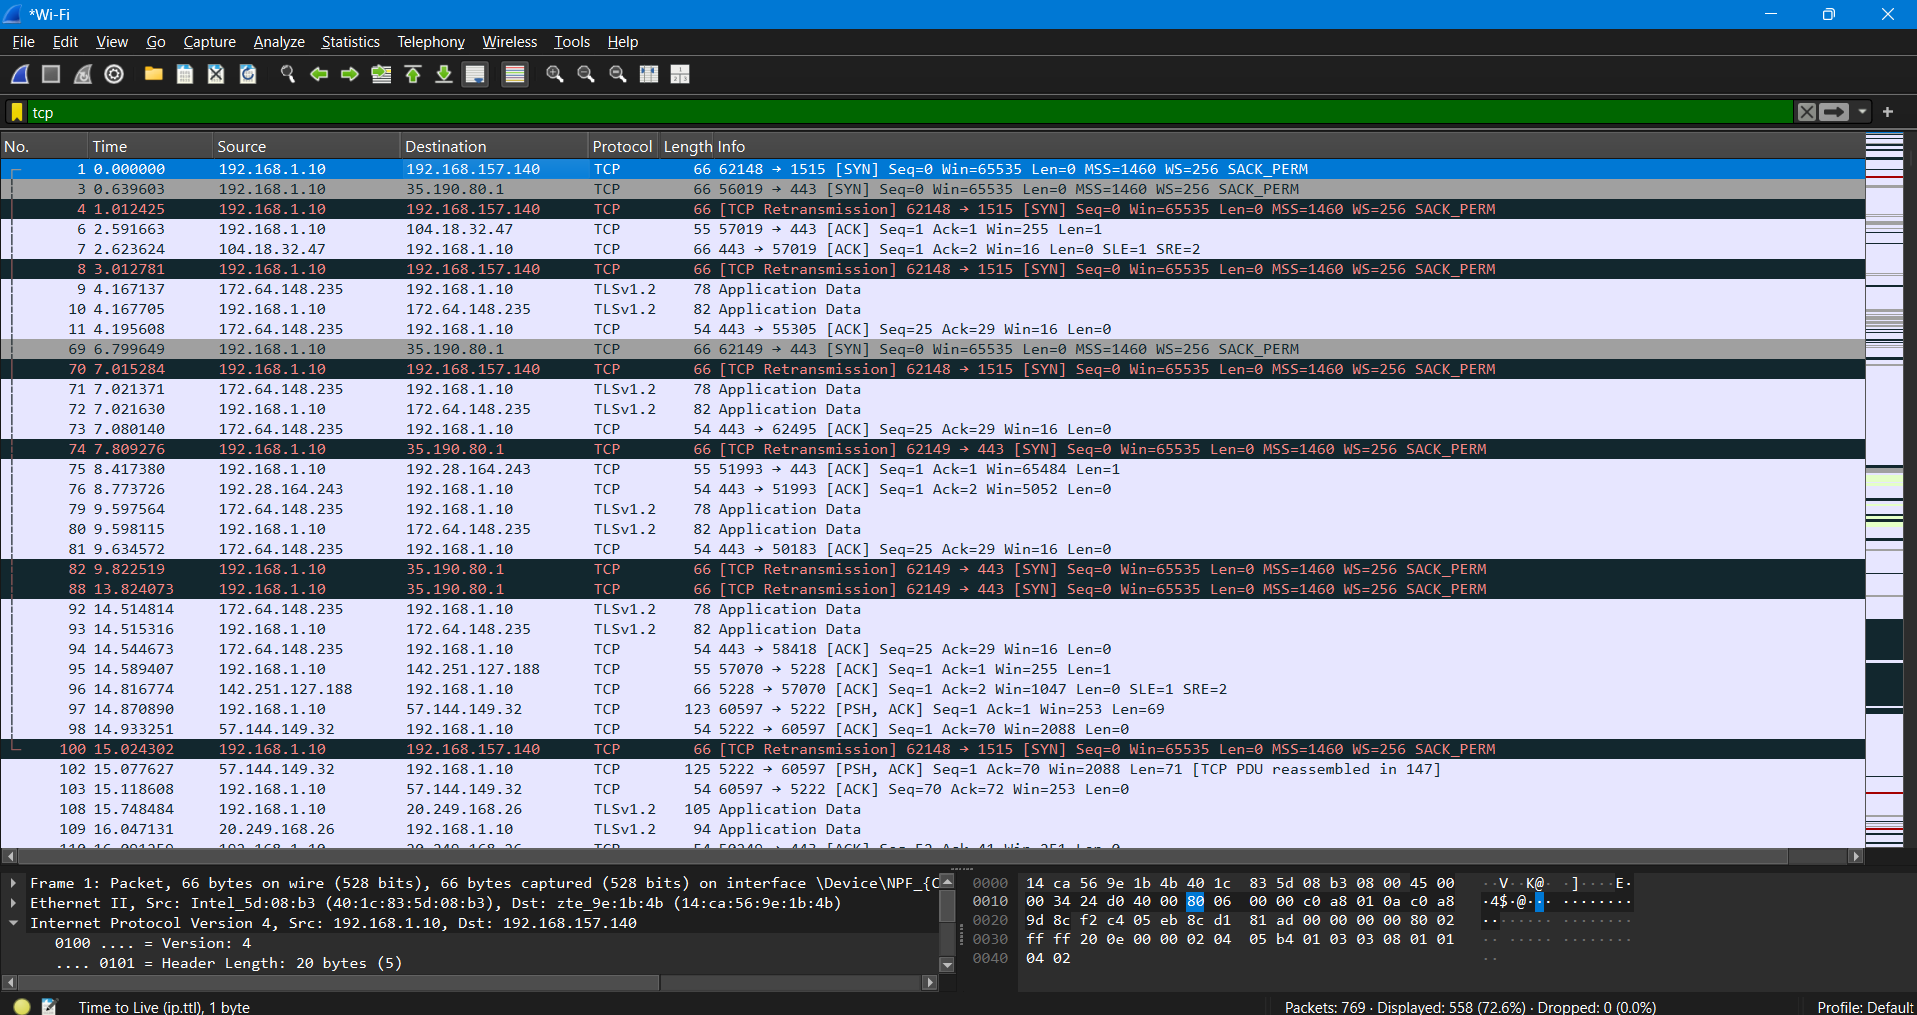 *Wi-Fi
File Edit View Go Capture Analyze Statistics Telephony Wireless Tools Help
tcp
No. Time Source Destination Protocol Length Info
1 0.000000 192.168.1.10 192.168.157.140 TCP 66 62148 → 1515 [SYN] Seq=0 Win=65535 Len=0 MSS=1460 WS=256 SACK_PERM
3 0.639603 192.168.1.10 35.190.80.1 TCP 66 56019 → 443 [SYN] Seq=0 Win=65535 Len=0 MSS=1460 WS=256 SACK_PERM
4 1.012425 192.168.1.10 192.168.157.140 TCP 66 [TCP Retransmission] 62148 → 1515 [SYN] Seq=0 Win=65535 Len=0 MSS=1460 WS=256 SACK_PERM
6 2.591663 192.168.1.10 104.18.32.47 TCP 55 57019 → 443 [ACK] Seq=1 Ack=1 Win=255 Len=1
7 2.623624 104.18.32.47 192.168.1.10 TCP 66 443 → 57019 [ACK] Seq=1 Ack=2 Win=16 Len=0 SLE=1 SRE=2
8 3.012781 192.168.1.10 192.168.157.140 TCP 66 [TCP Retransmission] 62148 → 1515 [SYN] Seq=0 Win=65535 Len=0 MSS=1460 WS=256 SACK_PERM
9 4.167137 172.64.148.235 192.168.1.10 TLSv1.2 78 Application Data
10 4.167705 192.168.1.10 172.64.148.235 TLSv1.2 82 Application Data
11 4.195608 172.64.148.235 192.168.1.10 TCP 54 443 → 55305 [ACK] Seq=25 Ack=29 Win=16 Len=0
69 6.799649 192.168.1.10 35.190.80.1 TCP 66 62149 → 443 [SYN] Seq=0 Win=65535 Len=0 MSS=1460 WS=256 SACK_PERM
70 7.015284 192.168.1.10 192.168.157.140 TCP 66 [TCP Retransmission] 62148 → 1515 [SYN] Seq=0 Win=65535 Len=0 MSS=1460 WS=256 SACK_PERM
71 7.021371 172.64.148.235 192.168.1.10 TLSv1.2 78 Application Data
72 7.021630 192.168.1.10 172.64.148.235 TLSv1.2 82 Application Data
73 7.080140 172.64.148.235 192.168.1.10 TCP 54 443 → 62495 [ACK] Seq=25 Ack=29 Win=16 Len=0
74 7.809276 192.168.1.10 35.190.80.1 TCP 66 [TCP Retransmission] 62149 → 443 [SYN] Seq=0 Win=65535 Len=0 MSS=1460 WS=256 SACK_PERM
75 8.417380 192.168.1.10 192.28.164.243 TCP 55 51993 → 443 [ACK] Seq=1 Ack=1 Win=65484 Len=1
76 8.773726 192.28.164.243 192.168.1.10 TCP 54 443 → 51993 [ACK] Seq=1 Ack=2 Win=5052 Len=0
79 9.597564 172.64.148.235 192.168.1.10 TLSv1.2 78 Application Data
80 9.598115 192.168.1.10 172.64.148.235 TLSv1.2 82 Application Data
81 9.634572 172.64.148.235 192.168.1.10 TCP 54 443 → 50183 [ACK] Seq=25 Ack=29 Win=16 Len=0
82 9.822519 192.168.1.10 35.190.80.1 TCP 66 [TCP Retransmission] 62149 → 443 [SYN] Seq=0 Win=65535 Len=0 MSS=1460 WS=256 SACK_PERM
88 13.824073 192.168.1.10 35.190.80.1 TCP 66 [TCP Retransmission] 62149 → 443 [SYN] Seq=0 Win=65535 Len=0 MSS=1460 WS=256 SACK_PERM
92 14.514814 172.64.148.235 192.168.1.10 TLSv1.2 78 Application Data
93 14.515316 192.168.1.10 172.64.148.235 TLSv1.2 82 Application Data
94 14.544673 172.64.148.235 192.168.1.10 TCP 54 443 → 58418 [ACK] Seq=25 Ack=29 Win=16 Len=0
95 14.589407 192.168.1.10 142.251.127.188 TCP 55 57070 → 5228 [ACK] Seq=1 Ack=1 Win=255 Len=1
96 14.816774 142.251.127.188 192.168.1.10 TCP 66 5228 → 57070 [ACK] Seq=1 Ack=2 Win=1047 Len=0 SLE=1 SRE=2
97 14.870890 192.168.1.10 57.144.149.32 TCP 123 60597 → 5222 [PSH, ACK] Seq=1 Ack=1 Win=253 Len=69
98 14.933251 57.144.149.32 192.168.1.10 TCP 54 5222 → 60597 [ACK] Seq=1 Ack=70 Win=2088 Len=0
100 15.024302 192.168.1.10 192.168.157.140 TCP 66 [TCP Retransmission] 62148 → 1515 [SYN] Seq=0 Win=65535 Len=0 MSS=1460 WS=256 SACK_PERM
102 15.077627 57.144.149.32 192.168.1.10 TCP 125 5222 → 60597 [PSH, ACK] Seq=1 Ack=70 Win=2088 Len=71 [TCP PDU reassembled in 147]
103 15.118608 192.168.1.10 57.144.149.32 TCP 54 60597 → 5222 [ACK] Seq=70 Ack=72 Win=253 Len=0
108 15.748484 192.168.1.10 20.249.168.26 TLSv1.2 105 Application Data
109 16.047131 20.249.168.26 192.168.1.10 TLSv1.2 94 Application Data
Frame 1: Packet, 66 bytes on wire (528 bits), 66 bytes captured (528 bits) on interface \Device\NPF_{C
Ethernet II, Src: Intel_5d:08:b3 (40:1c:83:5d:08:b3), Dst: zte_9e:1b:4b (14:ca:56:9e:1b:4b)
Internet Protocol Version 4, Src: 192.168.1.10, Dst: 192.168.157.140
0100 .... = Version: 4
.... 0101 = Header Length: 20 bytes (5)
0000 14 ca 56 9e 1b 4b 40 1c 83 5d 08 b3 08 00 45 00 ··V··K@· ·]····E·
0010 00 34 24 d0 40 00 80 06 00 00 c0 a8 01 0a c0 a8 ·4$·@··· ········
0020 9d 8c f2 c4 05 eb 8c d1 81 ad 00 00 00 00 80 02 ········ ········
0030 ff ff 20 0e 00 00 02 04 05 b4 01 03 03 08 01 01 ·· ····· ········
0040 04 02 ··
Time to Live (ip.ttl), 1 byte
Packets: 769 · Displayed: 558 (72.6%) · Dropped: 0 (0.0%)
Profile: Default